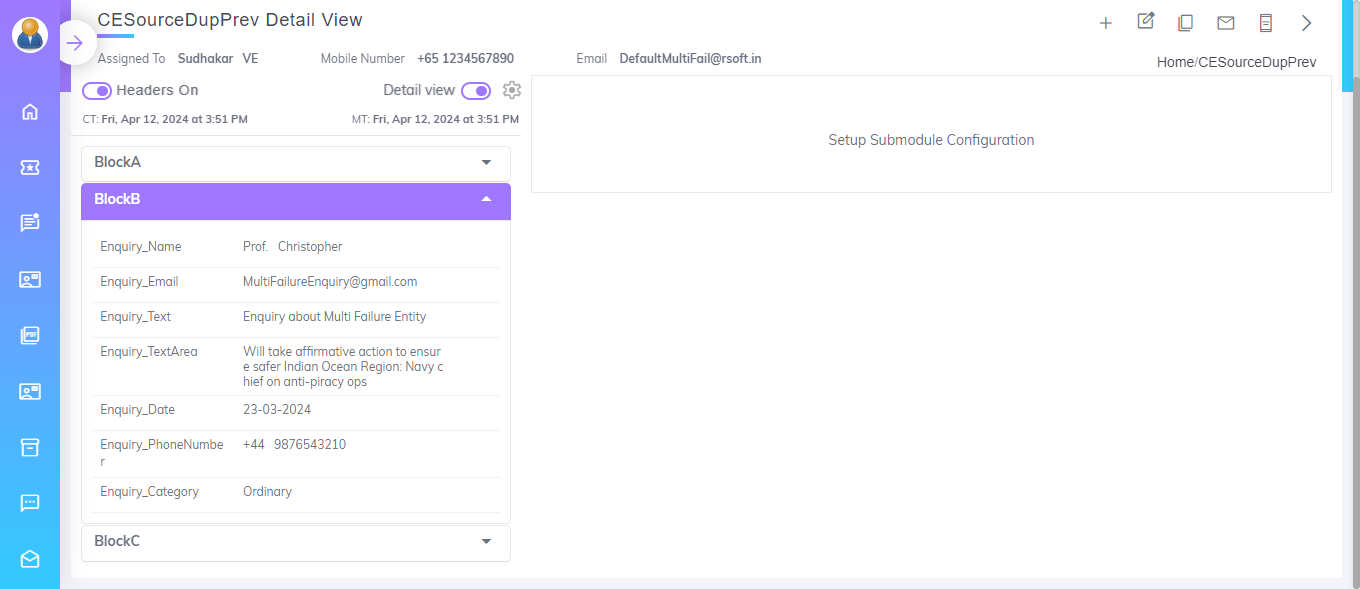 CESourceDupPrev Detail View
Assigned To Sudhakar VE Mobile Number +65 1234567890 Email DefaultMultiFail@rsoft.in
Home/CESourceDupPrev
Headers On Detail view
CT: Fri, Apr 12, 2024 at 3:51 PM MT: Fri, Apr 12, 2024 at 3:51 PM
Setup Submodule Configuration
BlockA
BlockB
Enquiry_Name Prof. Christopher
Enquiry_Email MultiFailureEnquiry@gmail.com
Enquiry_Text Enquiry about Multi Failure Entity
Enquiry_TextArea Will take affirmative action to ensur
e safer Indian Ocean Region: Navy c
hief on anti-piracy ops
Enquiry_Date 23-03-2024
Enquiry_PhoneNumbe +44 9876543210
r
Enquiry_Category Ordinary
BlockC
PDF